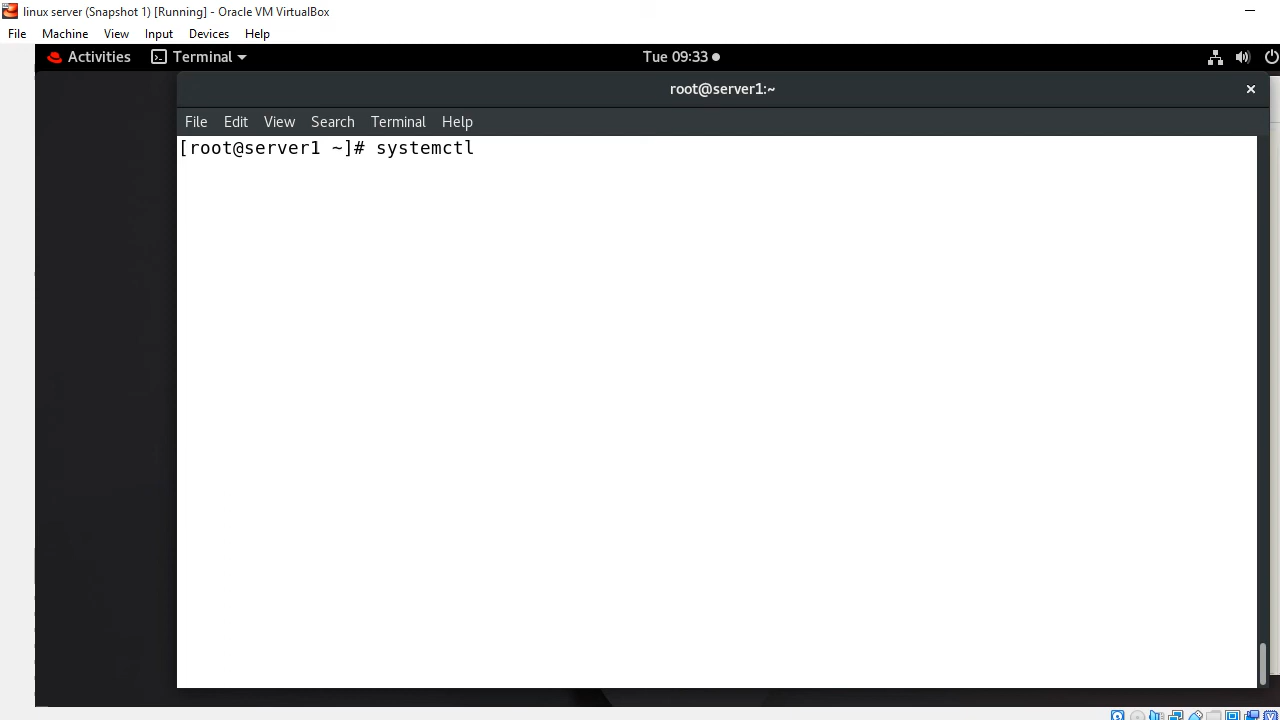 linux server (Snapshot 1) [Running] - Oracle VM VirtualBox
File Machine View Input Devices Help
Activities Terminal Tue 09:33
root@server1:~
File Edit View Search Terminal Help
[root@server1 ~]# systemctl